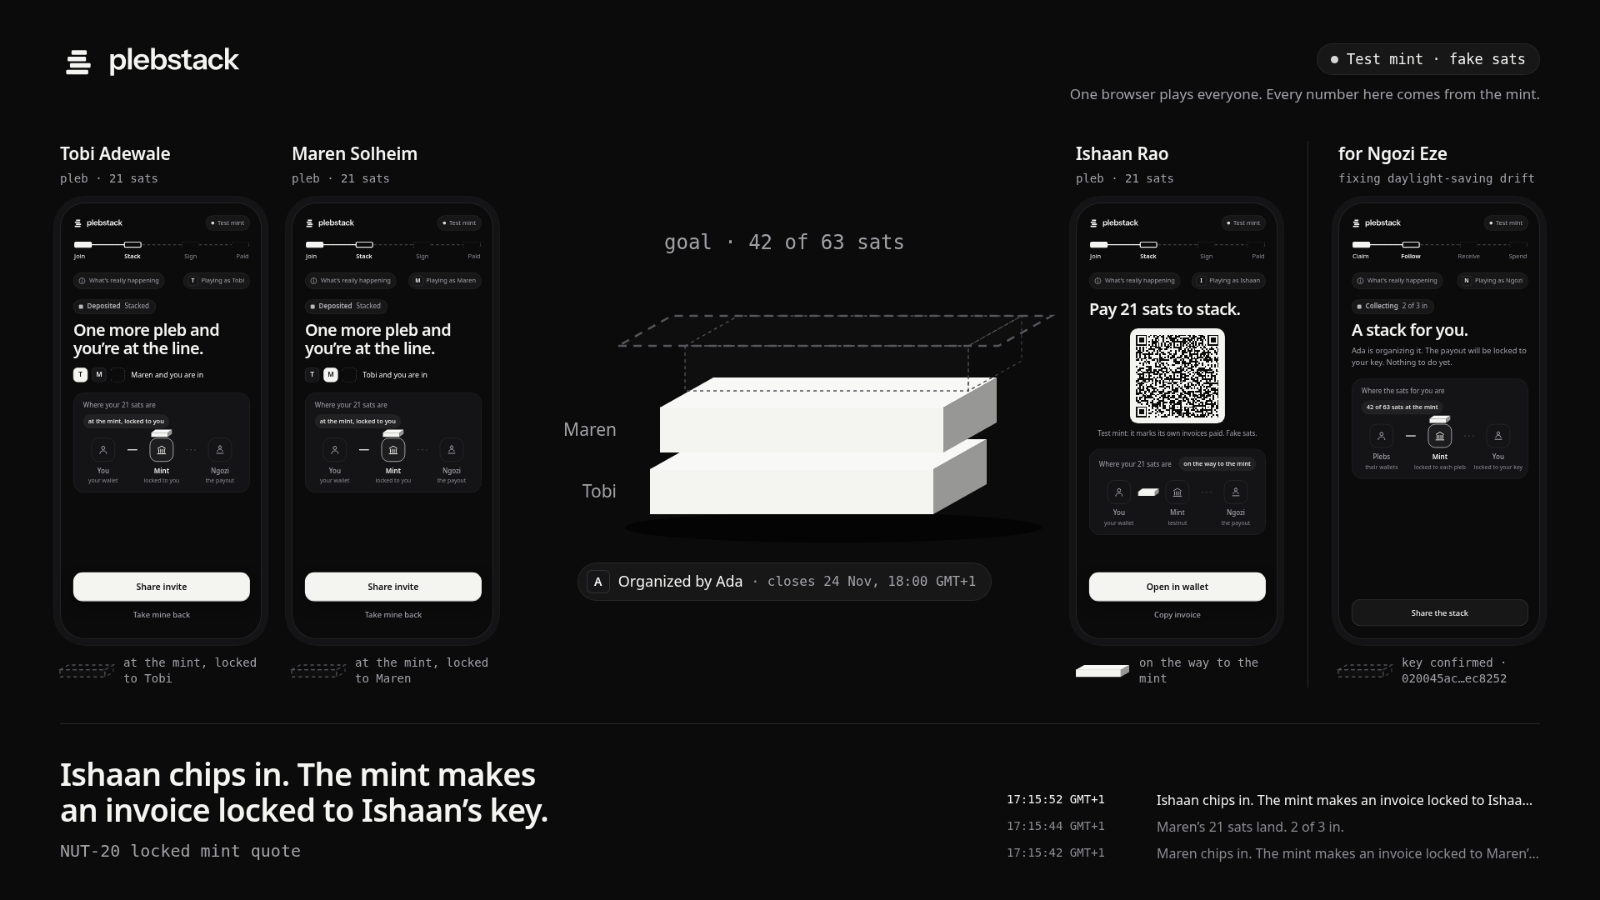 plebstack
Test mint · fake sats
One browser plays everyone. Every number here comes from the mint.
Tobi Adewale
pleb · 21 sats
plebstack
Test mint
Join Stack Sign Paid
What's really happening
T Playing as Tobi
Deposited Stacked
One more pleb and
you're at the line.
T M Maren and you are in
Where your 21 sats are
at the mint, locked to you
You Mint Ngozi
your wallet locked to you the payout
Share invite
Take mine back
at the mint, locked
to Tobi
Maren Solheim
pleb · 21 sats
plebstack
Test mint
Join Stack Sign Paid
What's really happening
M Playing as Maren
Deposited Stacked
One more pleb and
you're at the line.
T M Tobi and you are in
Where your 21 sats are
at the mint, locked to you
You Mint Ngozi
your wallet locked to you the payout
Share invite
Take mine back
at the mint, locked
to Maren
goal · 42 of 63 sats
Maren
Tobi
A Organized by Ada · closes 24 Nov, 18:00 GMT+1
Ishaan Rao
pleb · 21 sats
plebstack
Test mint
Join Stack Sign Paid
What's really happening
I Playing as Ishaan
Pay 21 sats to stack.
Test mint: it marks its own invoices paid. Fake sats.
Where your 21 sats are
on the way to the mint
You Mint Ngozi
your wallet testnut the payout
Open in wallet
Copy invoice
on the way to the
mint
for Ngozi Eze
fixing daylight-saving drift
plebstack
Test mint
Claim Follow Receive Spend
What's really happening
N Playing as Ngozi
Collecting 2 of 3 in
A stack for you.
Ada is organizing it. The payout will be locked to
your key. Nothing to do yet.
Where the sats for you are
42 of 63 sats at the mint
Plebs Mint You
their wallets locked to each pleb locked to your key
Share the stack
key confirmed ·
020045ac…ec8252
Ishaan chips in. The mint makes
an invoice locked to Ishaan's key.
NUT-20 locked mint quote
17:15:52 GMT+1 Ishaan chips in. The mint makes an invoice locked to Ishaa...
17:15:44 GMT+1 Maren's 21 sats land. 2 of 3 in.
17:15:42 GMT+1 Maren chips in. The mint makes an invoice locked to Maren'...